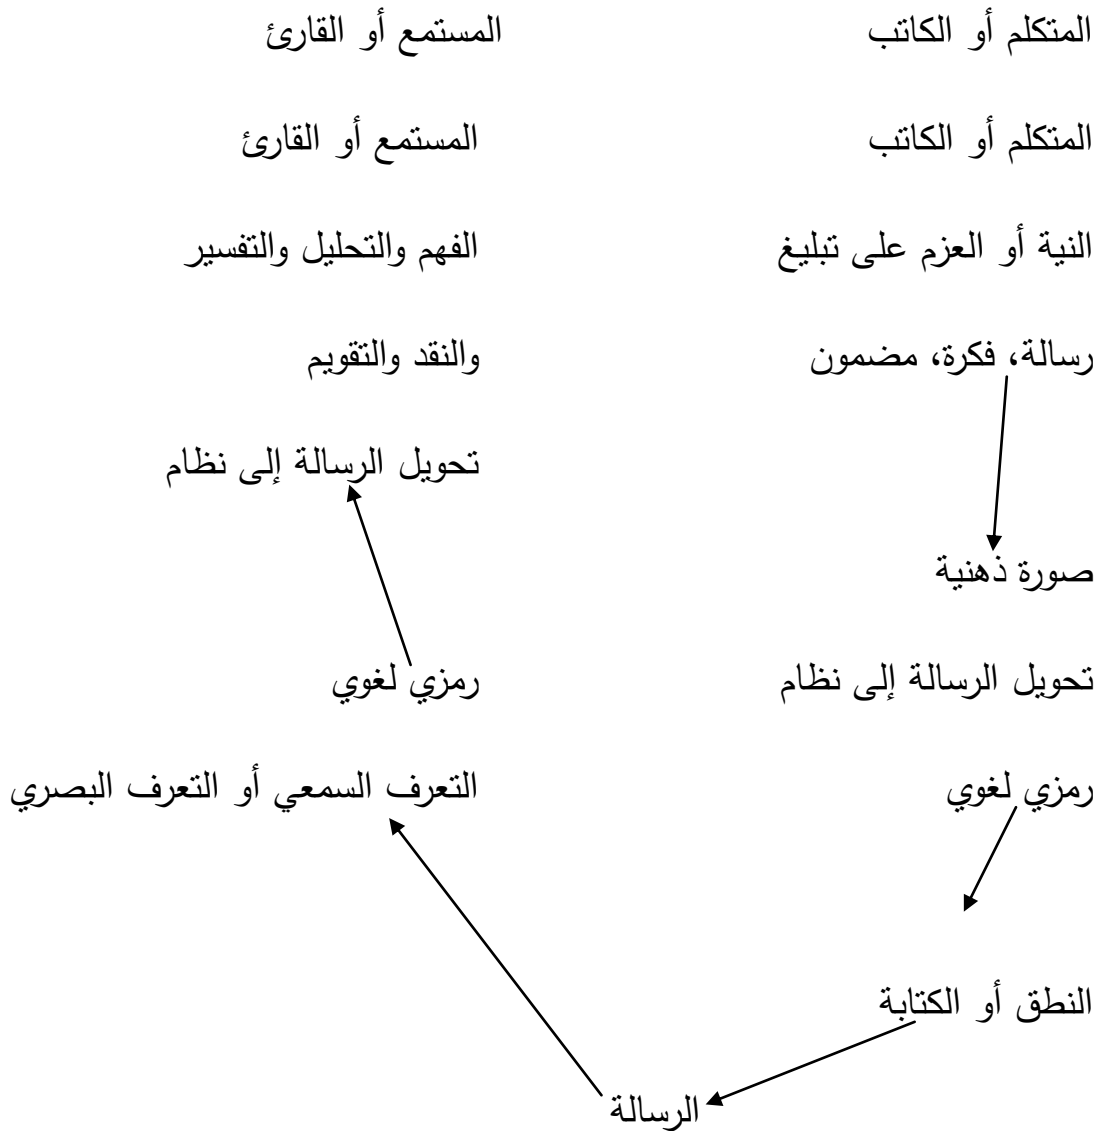 المتكلم أو الكاتب المستمع أو القارئ
المتكلم أو الكاتب المستمع أو القارئ
النية أو العزم على تبليغ الفهم والتحليل والتفسير
رسالة، فكرة، مضمون والنقد والتقويم
تحويل الرسالة إلى نظام
صورة ذهنية
تحويل الرسالة إلى نظام رمزي لغوي
رمزي لغوي التعرف السمعي أو التعرف البصري
النطق أو الكتابة
الرسالة